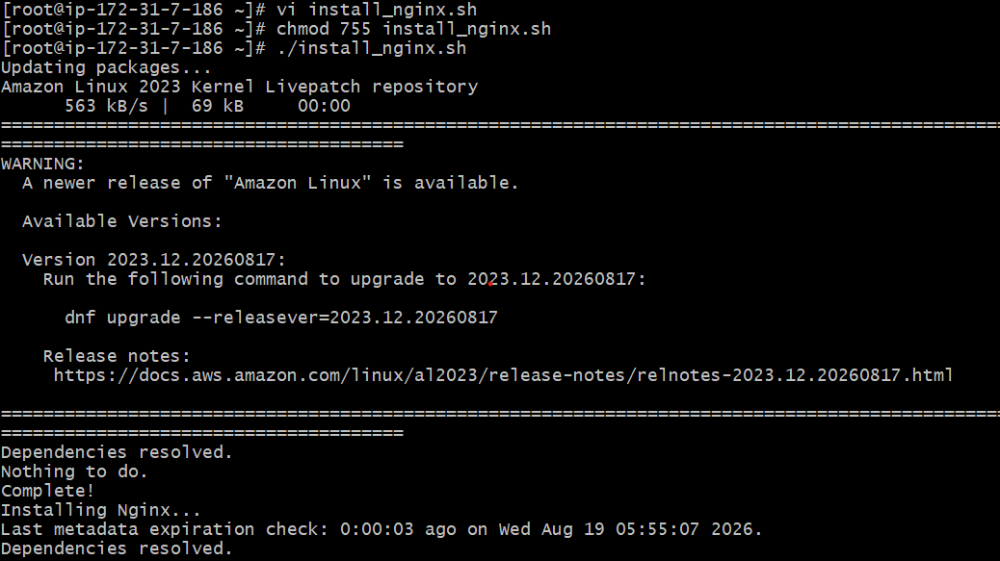 [root@ip-172-31-7-186 ~]# vi install_nginx.sh
[root@ip-172-31-7-186 ~]# chmod 755 install_nginx.sh
[root@ip-172-31-7-186 ~]# ./install_nginx.sh
Updating packages...
Amazon Linux 2023 Kernel Livepatch repository
      563 kB/s |  69 kB     00:00
===============================================================================================
======================================
WARNING:
  A newer release of "Amazon Linux" is available.

  Available Versions:

  Version 2023.12.20260817:
    Run the following command to upgrade to 2023.12.20260817:

      dnf upgrade --releasever=2023.12.20260817

    Release notes:
     https://docs.aws.amazon.com/linux/al2023/release-notes/relnotes-2023.12.20260817.html

===============================================================================================
======================================
Dependencies resolved.
Nothing to do.
Complete!
Installing Nginx...
Last metadata expiration check: 0:00:03 ago on Wed Aug 19 05:55:07 2026.
Dependencies resolved.